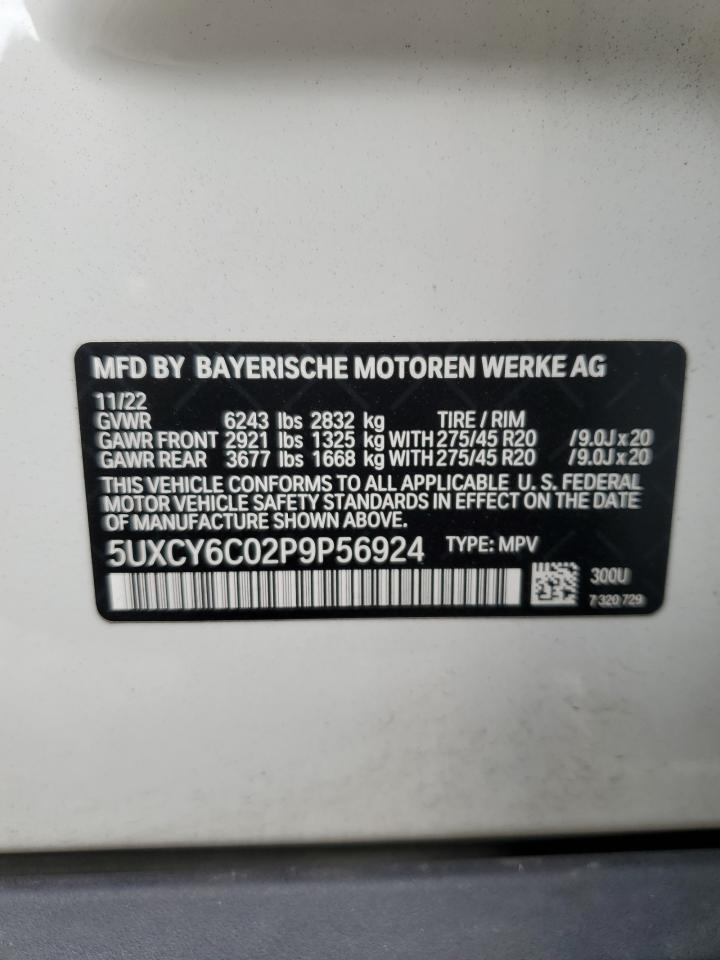 MFD BY BAYERISCHE MOTOREN WERKE AG
11/22
GVWR 6243 lbs 2832 kg TIRE / RIM
GAWR FRONT 2921 lbs 1325 kg WITH 275/45 R20 /9.0J x 20
GAWR REAR 3677 lbs 1668 kg WITH 275/45 R20 /9.0J x 20
THIS VEHICLE CONFORMS TO ALL APPLICABLE U. S. FEDERAL
MOTOR VEHICLE SAFETY STANDARDS IN EFFECT ON THE DATE
OF MANUFACTURE SHOWN ABOVE.
5UXCY6C02P9P56924 TYPE: MPV
300U
7 320 729